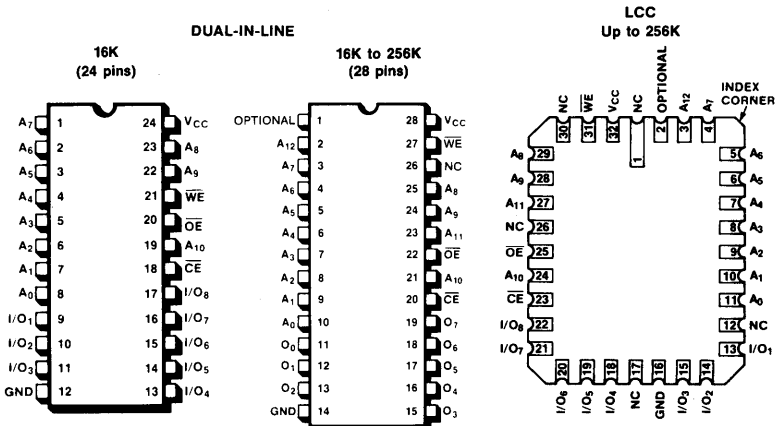 DUAL-IN-LINE
16K
(24 pins)
A7 1 24 VCC
A6 2 23 A8
A5 3 22 A9
A4 4 21 W̅E̅
A3 5 20 O̅E̅
A2 6 19 A10
A1 7 18 C̅E̅
A0 8 17 I/O8
I/O1 9 16 I/O7
I/O2 10 15 I/O6
I/O3 11 14 I/O5
GND 12 13 I/O4
16K to 256K
(28 pins)
OPTIONAL 1 28 VCC
A12 2 27 W̅E̅
A7 3 26 NC
A6 4 25 A8
A5 5 24 A9
A4 6 23 A11
A3 7 22 O̅E̅
A2 8 21 A10
A1 9 20 C̅E̅
A0 10 19 O7
O0 11 18 O6
O1 12 17 O5
O2 13 16 O4
GND 14 15 O3
LCC
Up to 256K
INDEX
CORNER
NC W̅E̅ VCC NC OPTIONAL A12 A7
30 31 32 1 2 3 4
A8 29 5 A6
A9 28 6 A5
A11 27 7 A4
NC 26 8 A3
O̅E̅ 25 9 A2
A10 24 10 A1
C̅E̅ 23 11 A0
I/O8 22 12 NC
I/O7 21 13 I/O1
20 19 18 17 16 15 14
I/O6 I/O5 I/O4 NC GND I/O3 I/O2